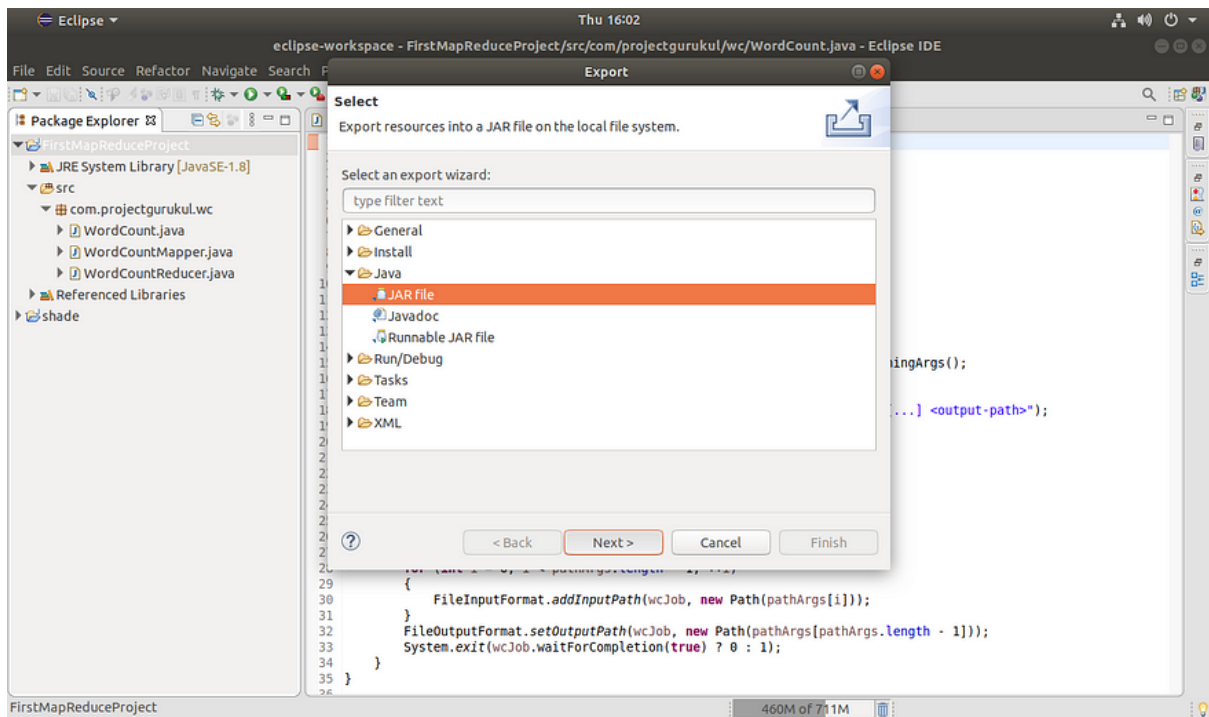 Eclipse
Thu 16:02
eclipse-workspace - FirstMapReduceProject/src/com/projectgurukul/wc/WordCount.java - Eclipse IDE
File Edit Source Refactor Navigate Search P
Export
Package Explorer
FirstMapReduceProject
JRE System Library [JavaSE-1.8]
src
com.projectgurukul.wc
WordCount.java
WordCountMapper.java
WordCountReducer.java
Referenced Libraries
shade
Select
Export resources into a JAR file on the local file system.
Select an export wizard:
type filter text
General
Install
Java
JAR file
Javadoc
Runnable JAR file
Run/Debug
Tasks
Team
XML
< Back
Next >
Cancel
Finish
ingArgs();
...] <output-path>");
29 {
30 FileInputFormat.addInputPath(wcJob, new Path(pathArgs[i]));
31 }
32 FileOutputFormat.setOutputPath(wcJob, new Path(pathArgs[pathArgs.length - 1]));
33 System.exit(wcJob.waitForCompletion(true) ? 0 : 1);
34 }
35 }
FirstMapReduceProject
460M of 711M